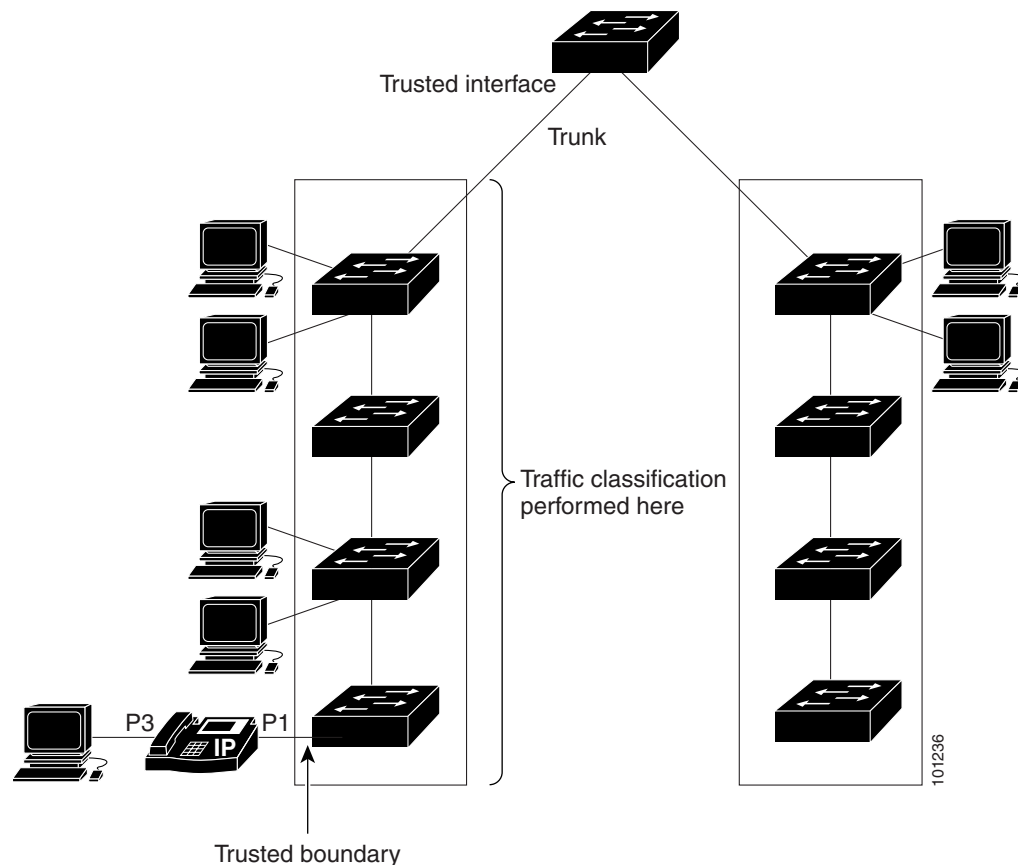 Trusted interface
Trunk
Traffic classification
performed here
P3
IP
P1
Trusted boundary
101236